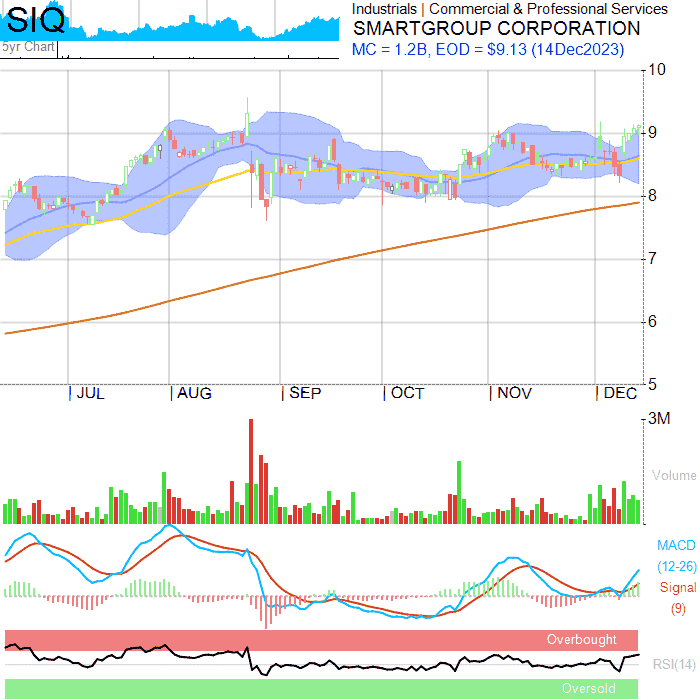 SIQ
5yr Chart
Industrials | Commercial & Professional Services
SMARTGROUP CORPORATION
MC = 1.2B, EOD = $9.13 (14Dec2023)
10
9
8
7
6
5
| JUL | AUG | SEP | OCT | NOV | DEC
3M
Volume
MACD
(12-26)
Signal
(9)
Overbought
RSI(14)
Oversold